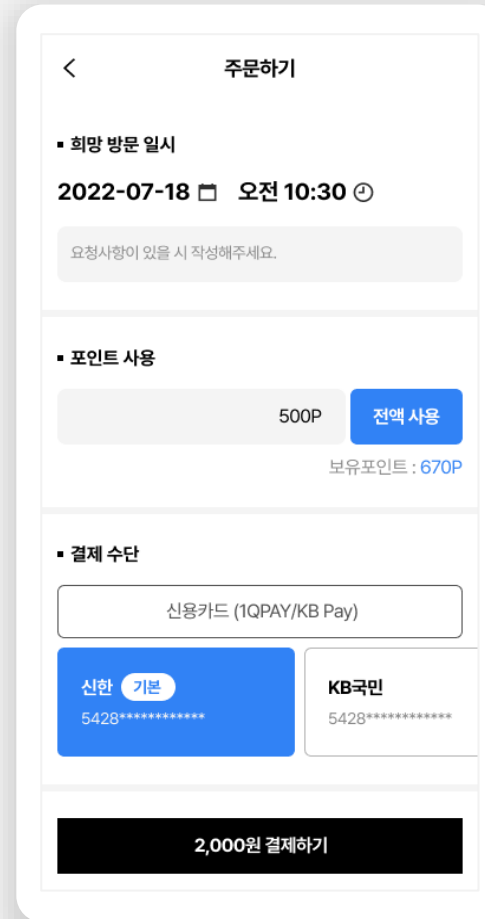 주문하기
희망 방문 일시
2022-07-18 오전 10:30
요청사항이 있을 시 작성해주세요.
포인트 사용
500P 전액 사용
보유포인트 : 670P
결제 수단
신용카드 (1QPAY/KB Pay)
신한 기본 KB국민
5428************ 5428************
2,000원 결제하기